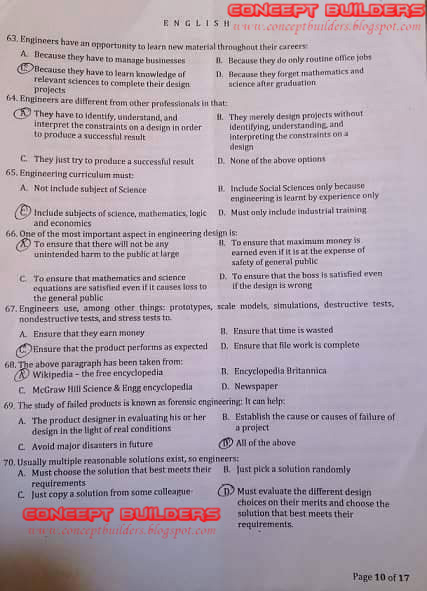 ENGLISH
CONCEPT BUILDERS
www.conceptbuilders.blogspot.com
63. Engineers have an opportunity to learn new material throughout their careers:
A. Because they have to manage businesses
B. Because they do only routine office jobs
C. Because they have to learn knowledge of
relevant sciences to complete their design
projects
D. Because they forget mathematics and
science after graduation
64. Engineers are different from other professionals in that:
A. They have to identify, understand, and
interpret the constraints on a design in order
to produce a successful result
B. They merely design projects without
identifying, understanding, and
interpreting the constraints on a
design
C. They just try to produce a successful result
D. None of the above options
65. Engineering curriculum must:
A. Not include subject of Science
B. Include Social Sciences only because
engineering is learnt by experience only
C. Include subjects of science, mathematics, logic
and economics
D. Must only include industrial training
66. One of the most important aspect in engineering design is:
A. To ensure that there will not be any
unintended harm to the public at large
B. To ensure that maximum money is
earned even if it is at the expense of
safety of general public
C. To ensure that mathematics and science
equations are satisfied even if it causes loss to
the general public
D. To ensure that the boss is satisfied even
if the design is wrong
67. Engineers use, among other things: prototypes, scale models, simulations, destructive tests,
nondestructive tests, and stress tests to.
A. Ensure that they earn money
B. Ensure that time is wasted
C. Ensure that the product performs as expected
D. Ensure that file work is complete
68. The above paragraph has been taken from:
A. Wikipedia – the free encyclopedia
B. Encyclopedia Britannica
C. McGraw Hill Science & Engg encyclopedia
D. Newspaper
69. The study of failed products is known as forensic engineering: It can help:
A. The product designer in evaluating his or her
design in the light of real conditions
B. Establish the cause or causes of failure of
a project
C. Avoid major disasters in future
D. All of the above
70. Usually multiple reasonable solutions exist, so engineers:
A. Must choose the solution that best meets their
requirements
B. Just pick a solution randomly
C. Just copy a solution from some colleague
D. Must evaluate the different design
choices on their merits and choose the
solution that best meets their
requirements.
CONCEPT BUILDERS
www.conceptbuilders.blogspot.com
Page 10 of 17